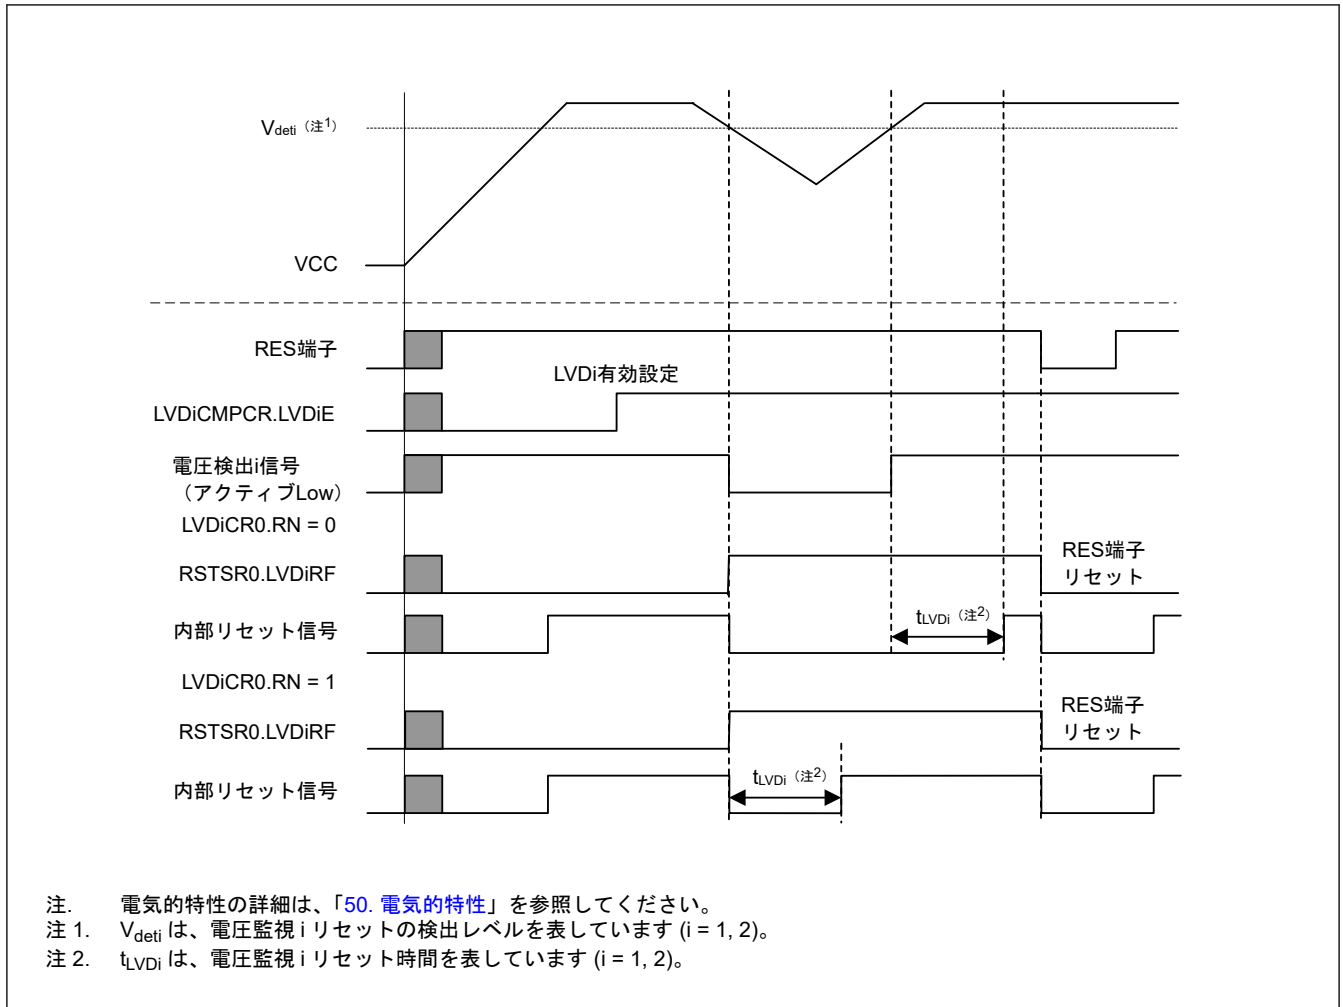 Vdeti（注1）
VCC
RES端子
LVDi有効設定
LVDiCMPCR.LVDiE
電圧検出i信号
（アクティブLow）
LVDiCR0.RN = 0
RSTSR0.LVDiRF
RES端子
リセット
内部リセット信号
tLVDi（注2）
LVDiCR0.RN = 1
RSTSR0.LVDiRF
RES端子
リセット
内部リセット信号
tLVDi（注2）
注. 電気的特性の詳細は、「50. 電気的特性」を参照してください。
注 1. Vdeti は、電圧監視 i リセットの検出レベルを表しています (i = 1, 2)。
注 2. tLVDi は、電圧監視 i リセット時間を表しています (i = 1, 2)。